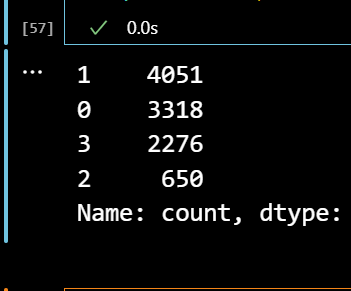 [57]
✓ 0.0s
... 1 4051
0 3318
3 2276
2 650
Name: count, dtype: